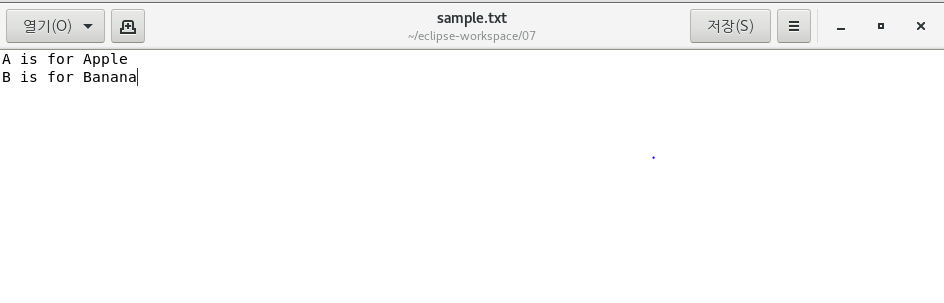 열기(O)
sample.txt
~/eclipse-workspace/07
저장(S)
A is for Apple
B is for Banana